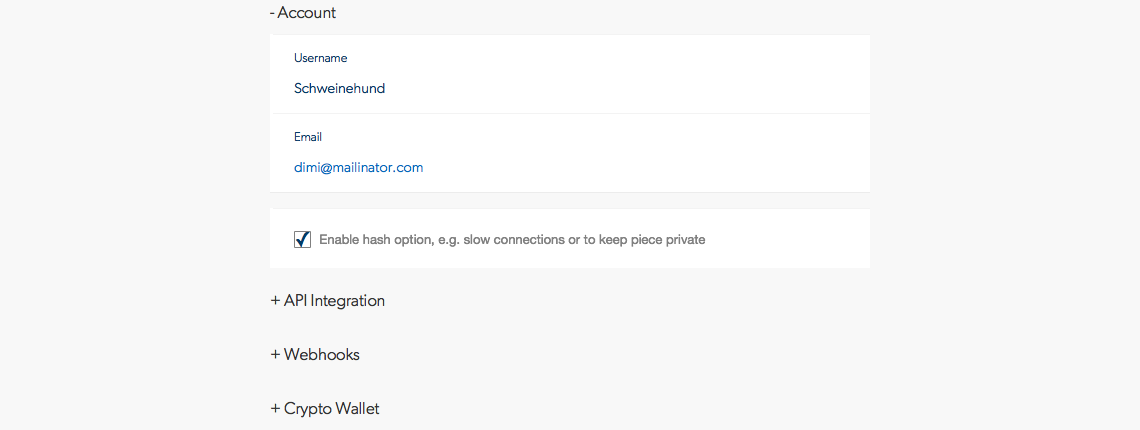 - Account
Username
Schweinehund
Email
dimi@mailinator.com
Enable hash option, e.g. slow connections or to keep piece private
+ API Integration
+ Webhooks
+ Crypto Wallet